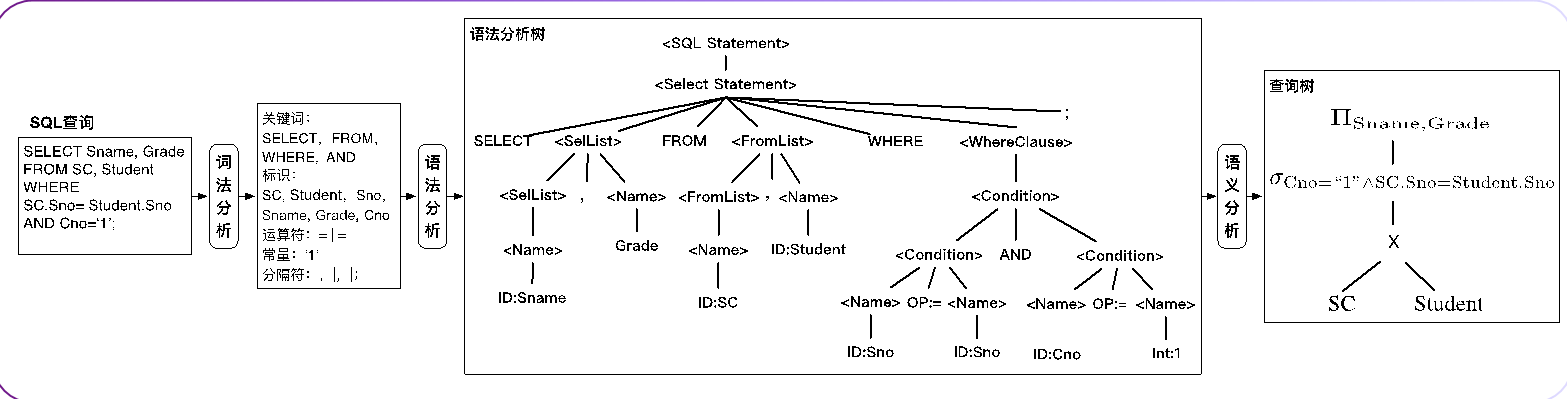 SQL查询
SELECT Sname, Grade
FROM SC, Student
WHERE
SC.Sno= Student.Sno
AND Cno=‘1’;
词法分析
关键词：
SELECT, FROM,
WHERE, AND
标识：
SC, Student, Sno,
Sname, Grade, Cno
运算符：=|=
常量：‘1’
分隔符：, |, |;
语法分析
语法分析树
<SQL Statement>
<Select Statement>
SELECT <SelList> FROM <FromList> WHERE <WhereClause> ;
<SelList> , <Name> <FromList> , <Name> <Condition>
<Name> Grade <Name> ID:Student <Condition> AND <Condition>
ID:Sname ID:SC <Name> OP:= <Name> <Name> OP:= <Name>
ID:Sno ID:Sno ID:Cno Int:1
语义分析
查询树
ΠSname,Grade
σCno=“1”∧SC.Sno=Student.Sno
X
SC Student